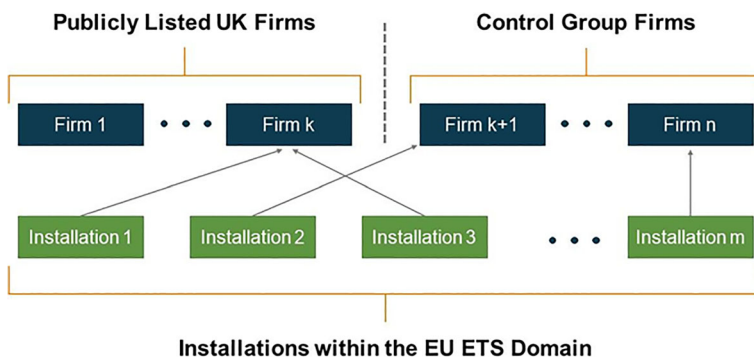 Publicly Listed UK Firms
Control Group Firms
Firm 1
Firm k
Firm k+1
Firm n
Installation 1
Installation 2
Installation 3
Installation m
Installations within the EU ETS Domain